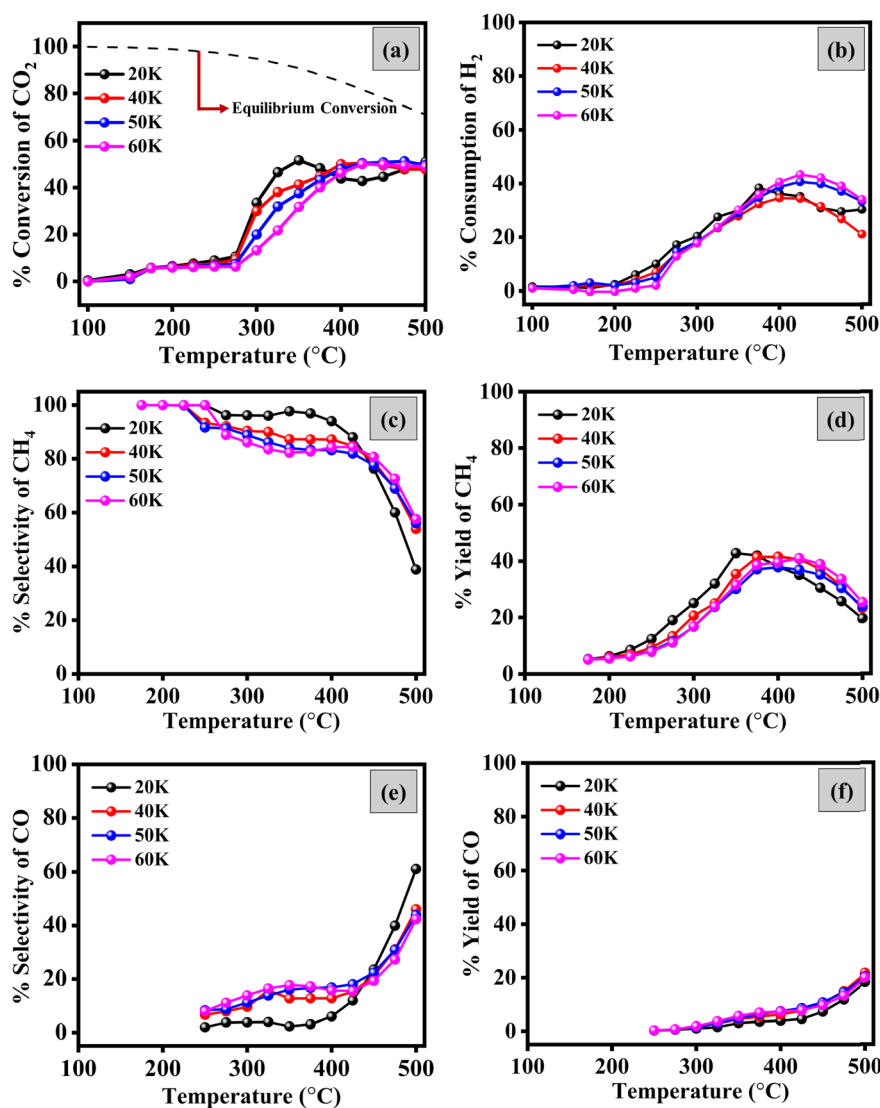 (a)
% Conversion of CO2
100
80
60
40
20
0
20K
40K
50K
60K
Equilibrium Conversion
100
200
300
400
500
Temperature (°C)
(b)
% Consumption of H2
100
80
60
40
20
0
20K
40K
50K
60K
100
200
300
400
500
Temperature (°C)
(c)
% Selectivity of CH4
100
80
60
40
20
0
20K
40K
50K
60K
100
200
300
400
500
Temperature (°C)
(d)
% Yield of CH4
100
80
60
40
20
0
20K
40K
50K
60K
100
200
300
400
500
Temperature (°C)
(e)
% Selectivity of CO
100
80
60
40
20
0
20K
40K
50K
60K
100
200
300
400
500
Temperature (°C)
(f)
% Yield of CO
100
80
60
40
20
0
20K
40K
50K
60K
100
200
300
400
500
Temperature (°C)